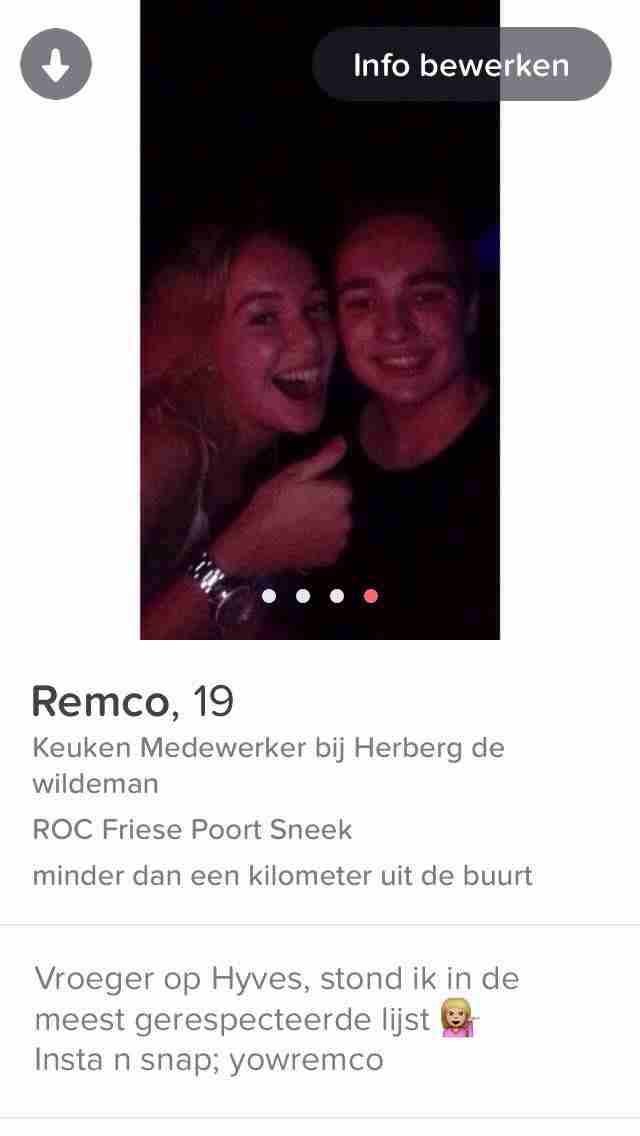 Info bewerken
Remco, 19
Keuken Medewerker bij Herberg de
wildeman
ROC Friese Poort Sneek
minder dan een kilometer uit de buurt
Vroeger op Hyves, stond ik in de
meest gerespecteerde lijst 💁🏼
Insta n snap; yowremco